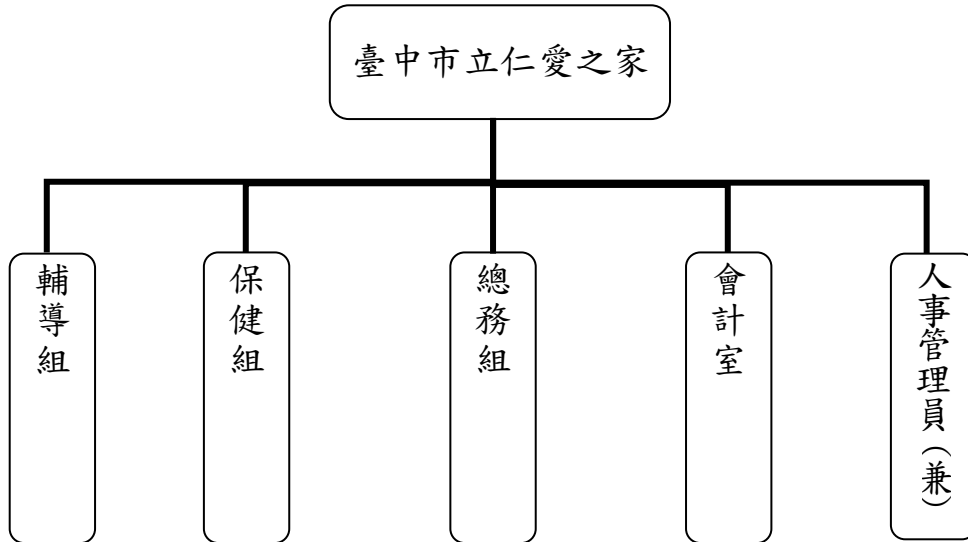 臺中市立仁愛之家
輔導組
保健組
總務組
會計室
人事管理員（兼）